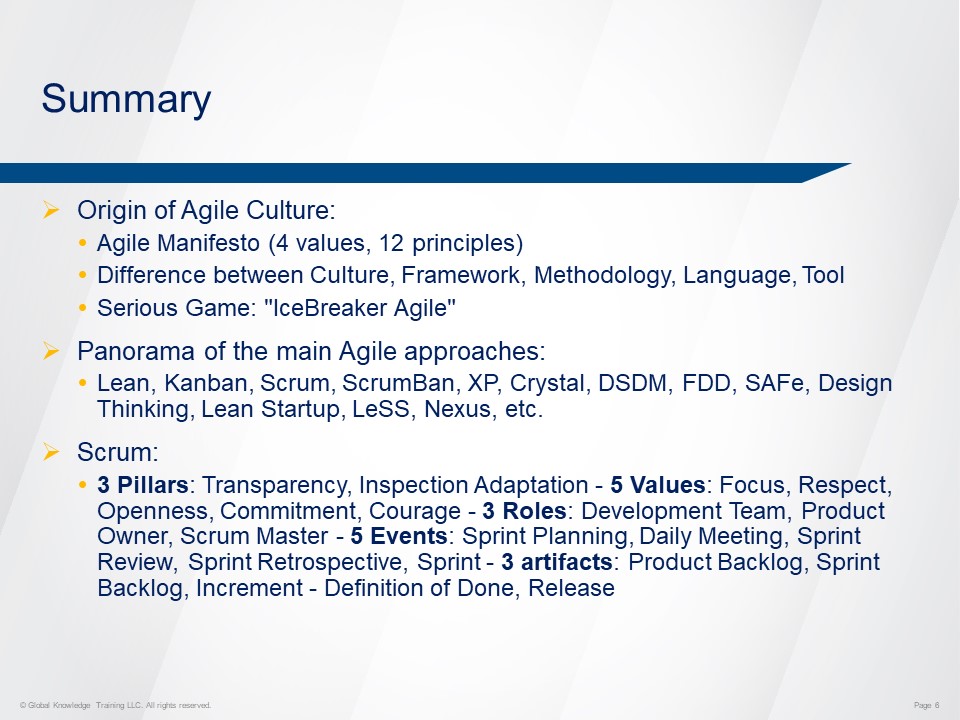 Summary
Origin of Agile Culture:
Agile Manifesto (4 values, 12 principles)
Difference between Culture, Framework, Methodology, Language, Tool
Serious Game: "IceBreaker Agile"
Panorama of the main Agile approaches:
Lean, Kanban, Scrum, ScrumBan, XP, Crystal, DSDM, FDD, SAFe, Design
Thinking, Lean Startup, LeSS, Nexus, etc.
Scrum:
3 Pillars: Transparency, Inspection Adaptation - 5 Values: Focus, Respect,
Openness, Commitment, Courage - 3 Roles: Development Team, Product
Owner, Scrum Master - 5 Events: Sprint Planning, Daily Meeting, Sprint
Review, Sprint Retrospective, Sprint - 3 artifacts: Product Backlog, Sprint
Backlog, Increment - Definition of Done, Release
© Global Knowledge Training LLC. All rights reserved.
Page 6